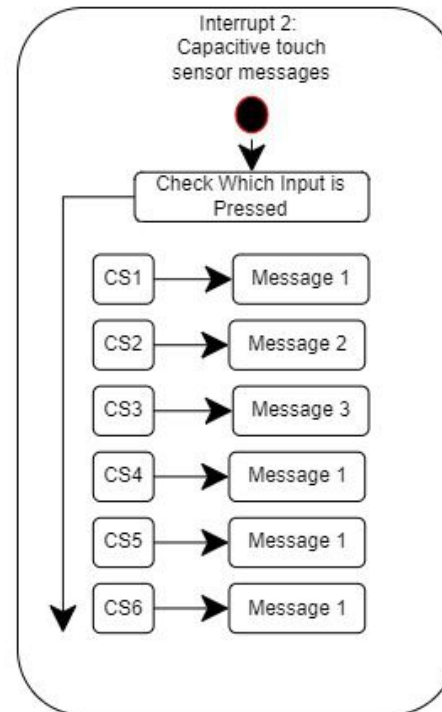 Interrupt 2:
Capacitive touch
sensor messages
Check Which Input is
Pressed
CS1
Message 1
CS2
Message 2
CS3
Message 3
CS4
Message 1
CS5
Message 1
CS6
Message 1